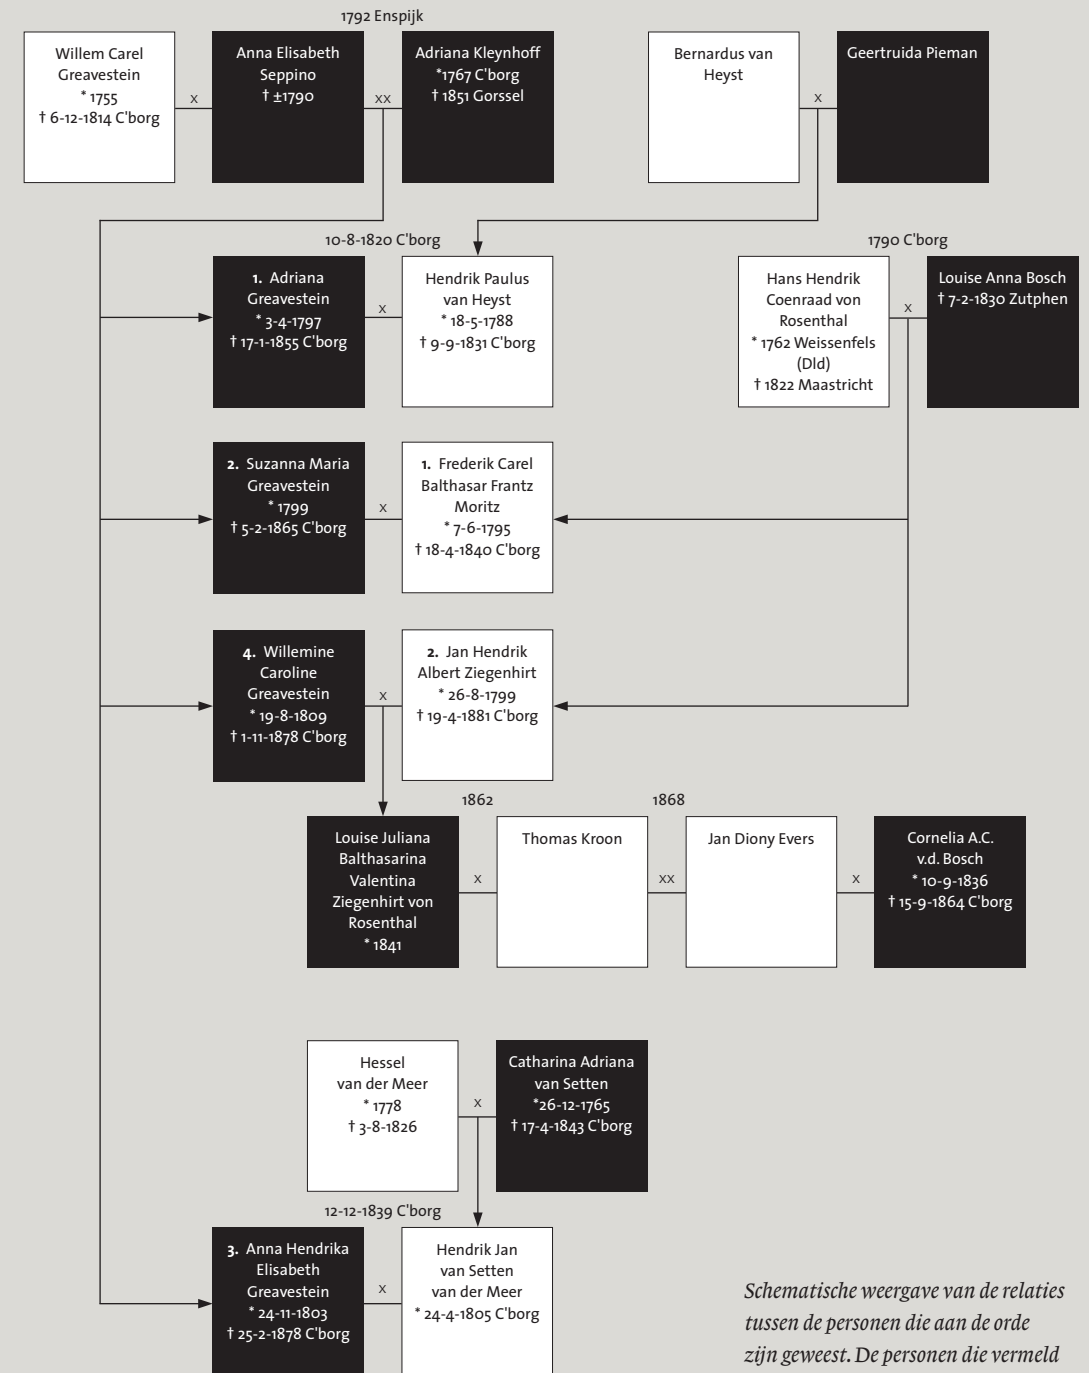 1792 Enspijk
Willem Carel
Greavestein
* 1755
† 6-12-1814 C'borg
x
Anna Elisabeth
Seppino
† ±1790
xx
Adriana Kleynhoff
*1767 C'borg
† 1851 Gorssel
Bernardus van
Heyst
x
Geertruida Pieman
10-8-1820 C'borg
1. Adriana
Greavestein
* 3-4-1797
† 17-1-1855 C'borg
x
Hendrik Paulus
van Heyst
* 18-5-1788
† 9-9-1831 C'borg
1790 C'borg
Hans Hendrik
Coenraad von
Rosenthal
* 1762 Weissenfels
(Dld)
† 1822 Maastricht
x
Louise Anna Bosch
† 7-2-1830 Zutphen
2. Suzanna Maria
Greavestein
* 1799
† 5-2-1865 C'borg
x
1. Frederik Carel
Balthasar Frantz
Moritz
* 7-6-1795
† 18-4-1840 C'borg
4. Willemine
Caroline
Greavestein
* 19-8-1809
† 1-11-1878 C'borg
x
2. Jan Hendrik
Albert Ziegenhirt
* 26-8-1799
† 19-4-1881 C'borg
1862
1868
Louise Juliana
Balthasarina
Valentina
Ziegenhirt von
Rosenthal
* 1841
x
Thomas Kroon
xx
Jan Diony Evers
x
Cornelia A.C.
v.d. Bosch
* 10-9-1836
† 15-9-1864 C'borg
Hessel
van der Meer
* 1778
† 3-8-1826
x
Catharina Adriana
van Setten
*26-12-1765
† 17-4-1843 C'borg
12-12-1839 C'borg
3. Anna Hendrika
Elisabeth
Greavestein
* 24-11-1803
† 25-2-1878 C'borg
x
Hendrik Jan
van Setten
van der Meer
* 24-4-1805 C'borg
Schematische weergave van de relaties
tussen de personen die aan de orde
zijn geweest. De personen die vermeld